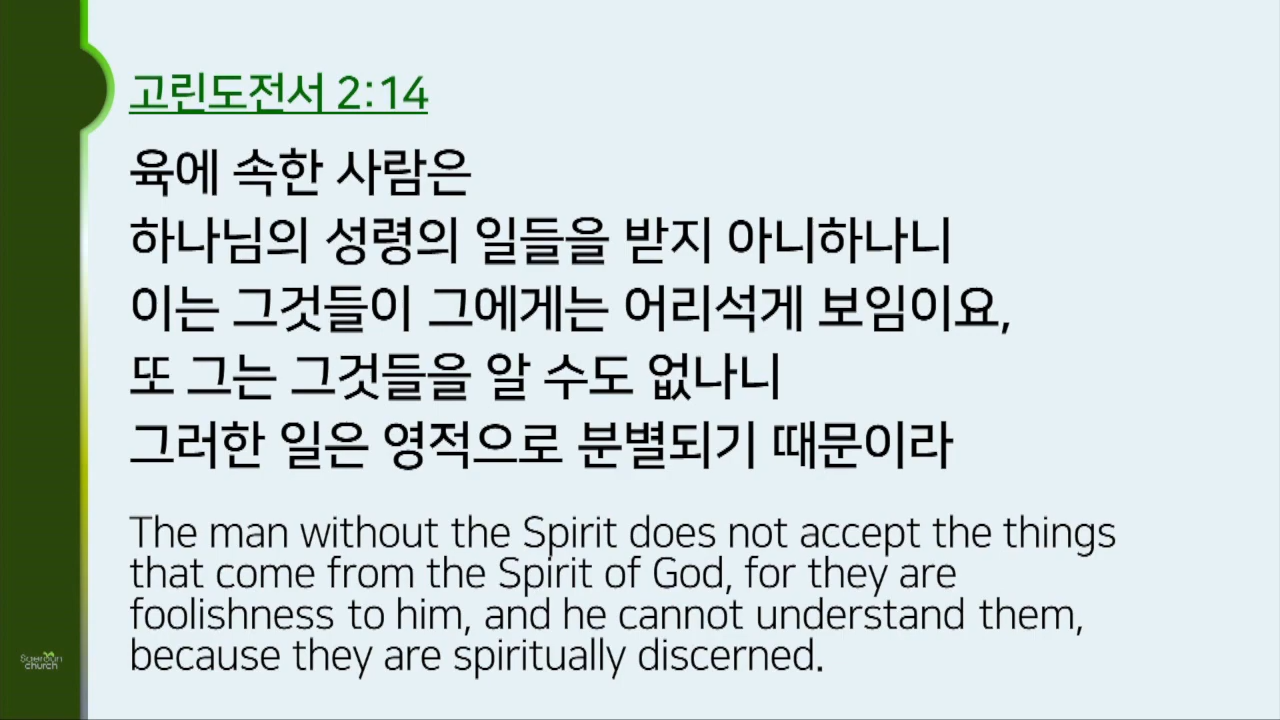 고린도전서 2:14
육에 속한 사람은
하나님의 성령의 일들을 받지 아니하나니
이는 그것들이 그에게는 어리석게 보임이요,
또 그는 그것들을 알 수도 없나니
그러한 일은 영적으로 분별되기 때문이라
The man without the Spirit does not accept the things
that come from the Spirit of God, for they are
foolishness to him, and he cannot understand them,
because they are spiritually discerned.
church